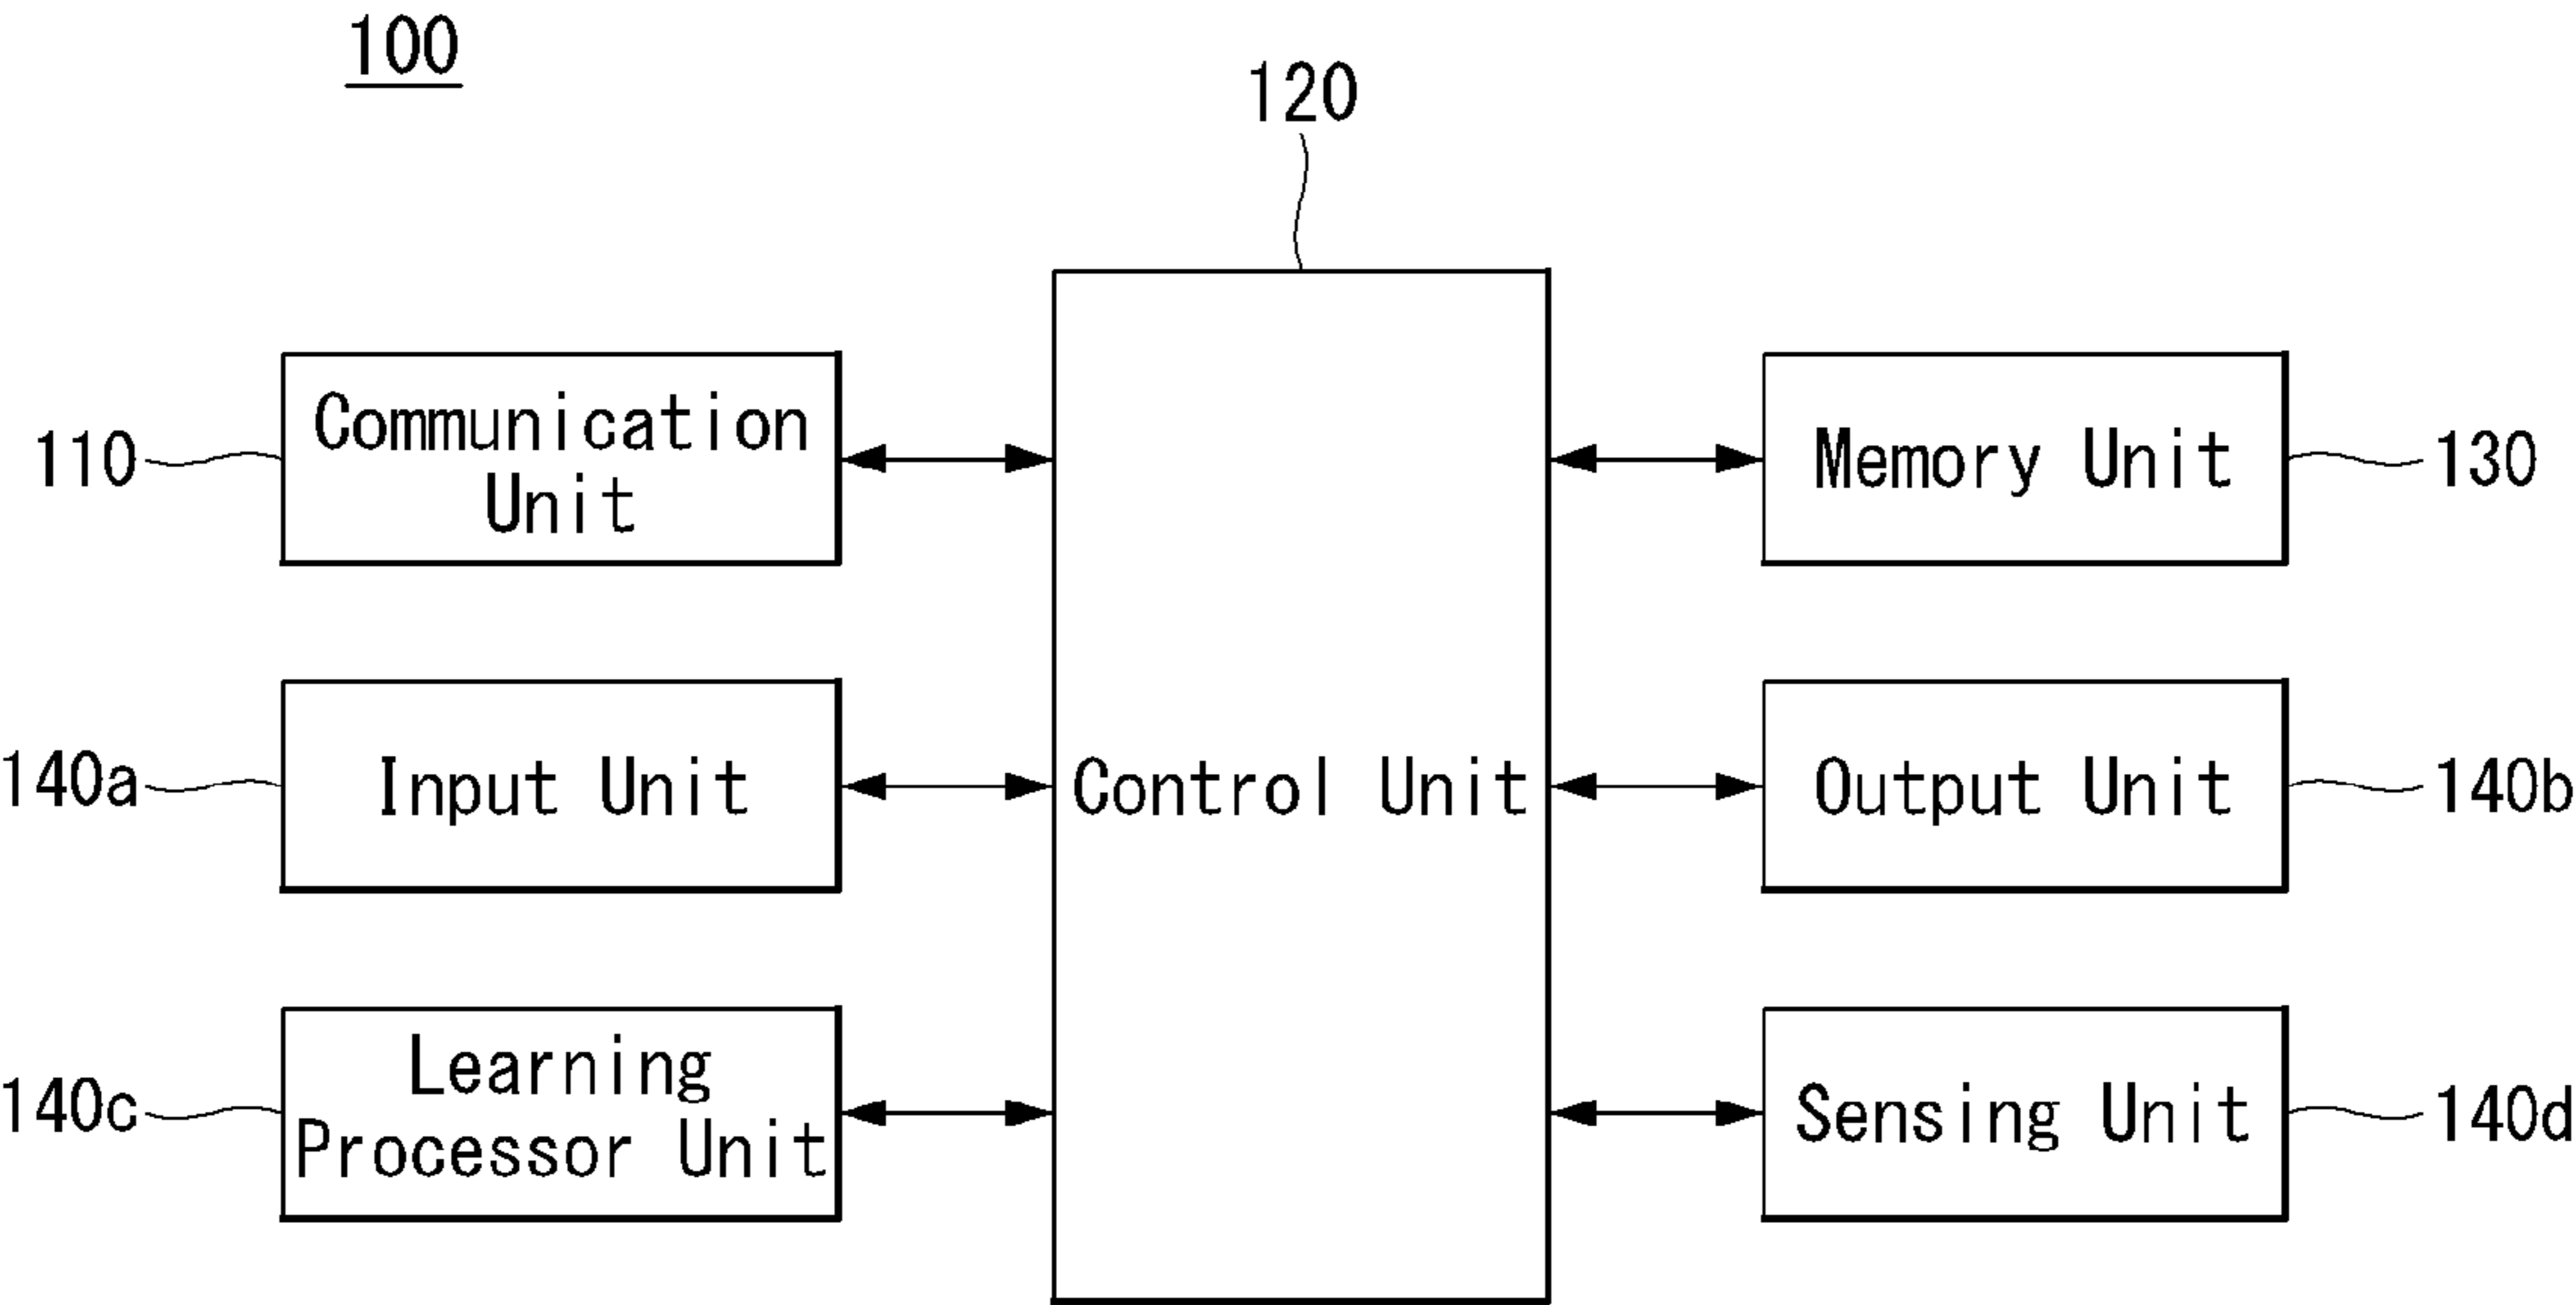 100
120
Communication
Unit
110
Memory Unit
130
140a
Input Unit
Control Unit
Output Unit
140b
Learning
Processor Unit
140c
Sensing Unit
140d